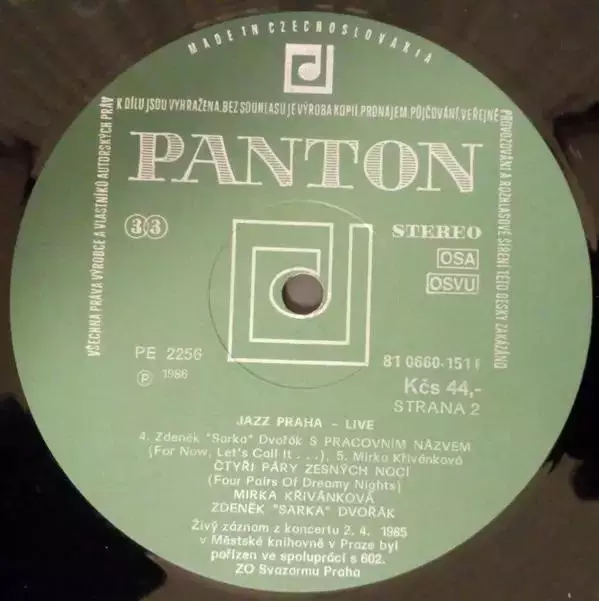 MADE IN CZECHOSLOVAKIA
VŠECHNA PRÁVA VÝROBCE A VLASTNÍKŮ AUTORSKÝCH PRÁV
K DÍLU JSOU VYHRAŽENA. BEZ SOUHLASU JE VÝROBA KOPIÍ PRONÁJEM, PŮJČOVÁNÍ, VEŘEJNÉ
PROVOZOVÁNÍ A ROZHLASOVÉ ŠÍŘENÍ TÉTO DESKY ZAKÁZÁNO
PANTON
33
STEREO
OSA
OSVU
PE 2256
81 0660-1511
Ⓟ 1986
Kčs 44,-
STRANA 2
JAZZ PRAHA - LIVE
4. Zdeněk "Sarka" Dvořák S PRACOVNÍM NÁZVEM
(For Now, Let's Call It . . .), 5. Mirka Křivánková
ČTYŘI PÁRY ZESNÝCH NOCÍ
(Four Pairs Of Dreamy Nights)
MIRKA KŘIVÁNKOVÁ
ZDENĚK "SARKA" DVOŘÁK
Živý záznam z koncertu 2. 4. 1985
v Městské knihovně v Praze byl
pořízen ve spolupráci s 602.
ZO Svazarmu Praha